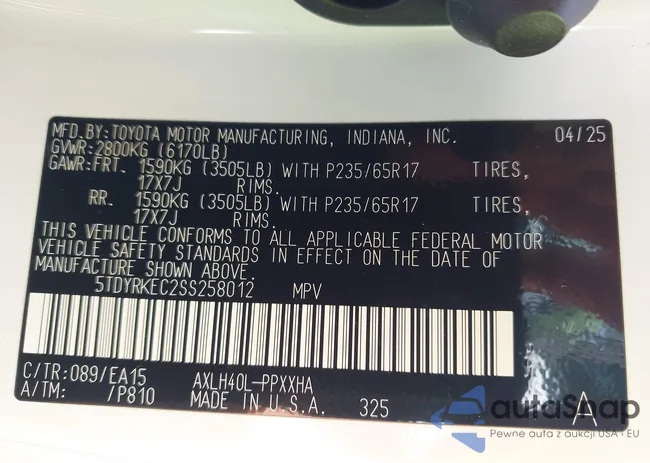 MFD. BY: TOYOTA MOTOR MANUFACTURING, INDIANA, INC. 04/25
GVWR: 2800KG (6170LB)
GAWR: FRT. 1590KG (3505LB) WITH P235/65R17 TIRES,
17X7J RIMS.
RR. 1590KG (3505LB) WITH P235/65R17 TIRES,
17X7J RIMS.
THIS VEHICLE CONFORMS TO ALL APPLICABLE FEDERAL MOTOR
VEHICLE SAFETY STANDARDS IN EFFECT ON THE DATE OF
MANUFACTURE SHOWN ABOVE.
5TDYRKEC2SS258012 MPV
C/TR: 089/EA15 AXLH40L-PPXXHA
A/TM: /P810 MADE IN U.S.A. 325 A
autoSnap
Pewne auta z aukcji USA i EU